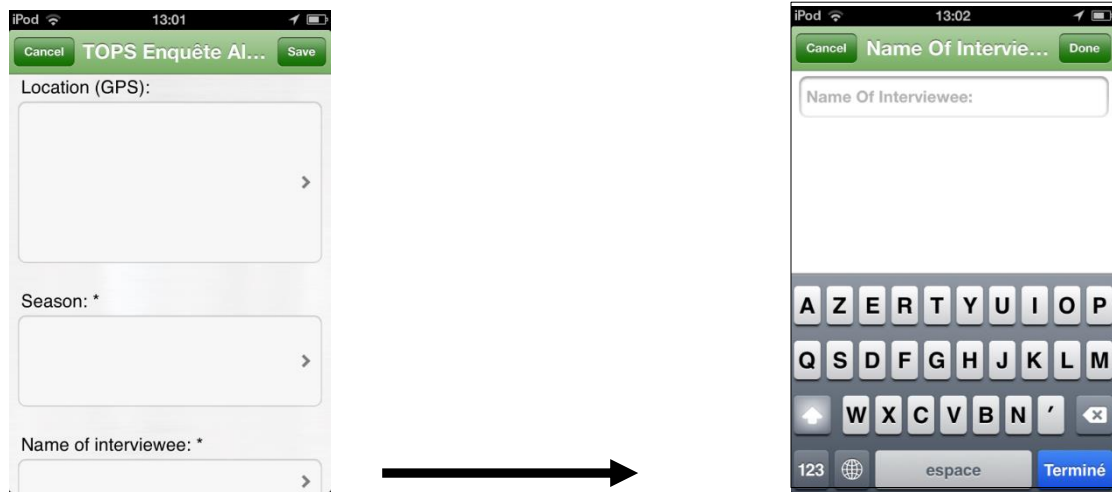 iPod 13:01
Cancel TOPS Enquête Al... Save
Location (GPS):
Season: *
Name of interviewee: *
iPod 13:02
Cancel Name Of Intervie... Done
Name Of Interviewee:
A Z E R T Y U I O P
Q S D F G H J K L M
W X C V B N ′
123 espace Terminé